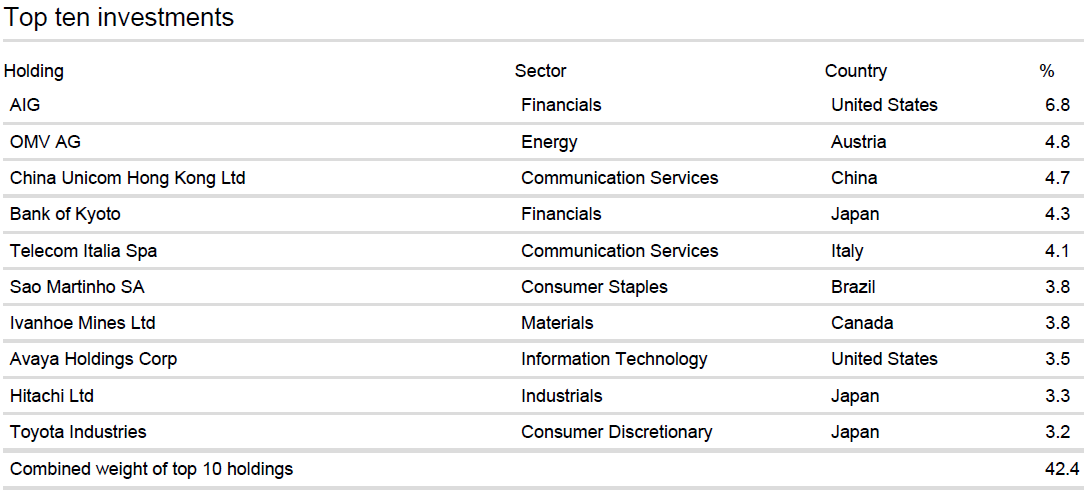 Top ten investments
Holding Sector Country %
AIG Financials United States 6.8
OMV AG Energy Austria 4.8
China Unicom Hong Kong Ltd Communication Services China 4.7
Bank of Kyoto Financials Japan 4.3
Telecom Italia Spa Communication Services Italy 4.1
Sao Martinho SA Consumer Staples Brazil 3.8
Ivanhoe Mines Ltd Materials Canada 3.8
Avaya Holdings Corp Information Technology United States 3.5
Hitachi Ltd Industrials Japan 3.3
Toyota Industries Consumer Discretionary Japan 3.2
Combined weight of top 10 holdings 42.4